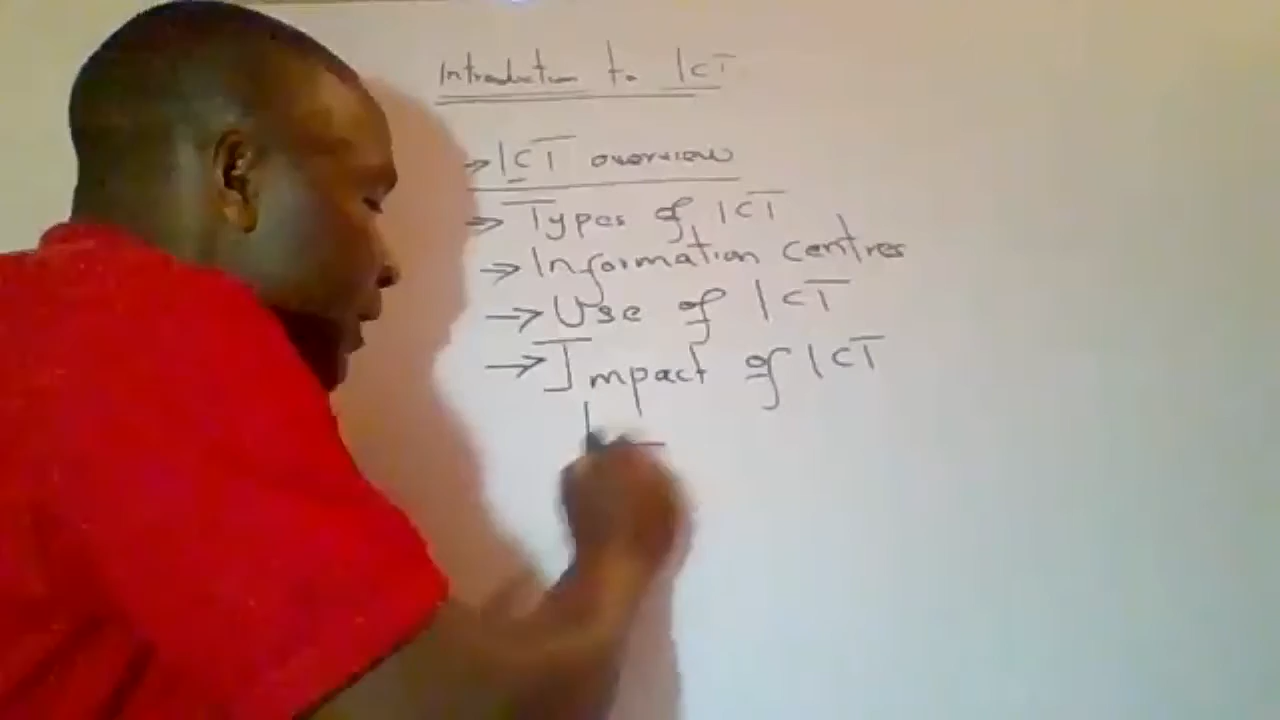 Introduction to ICT
→ ICT overview
→ Types of ICT
→ Information centres
→ Use of ICT
→ Impact of ICT